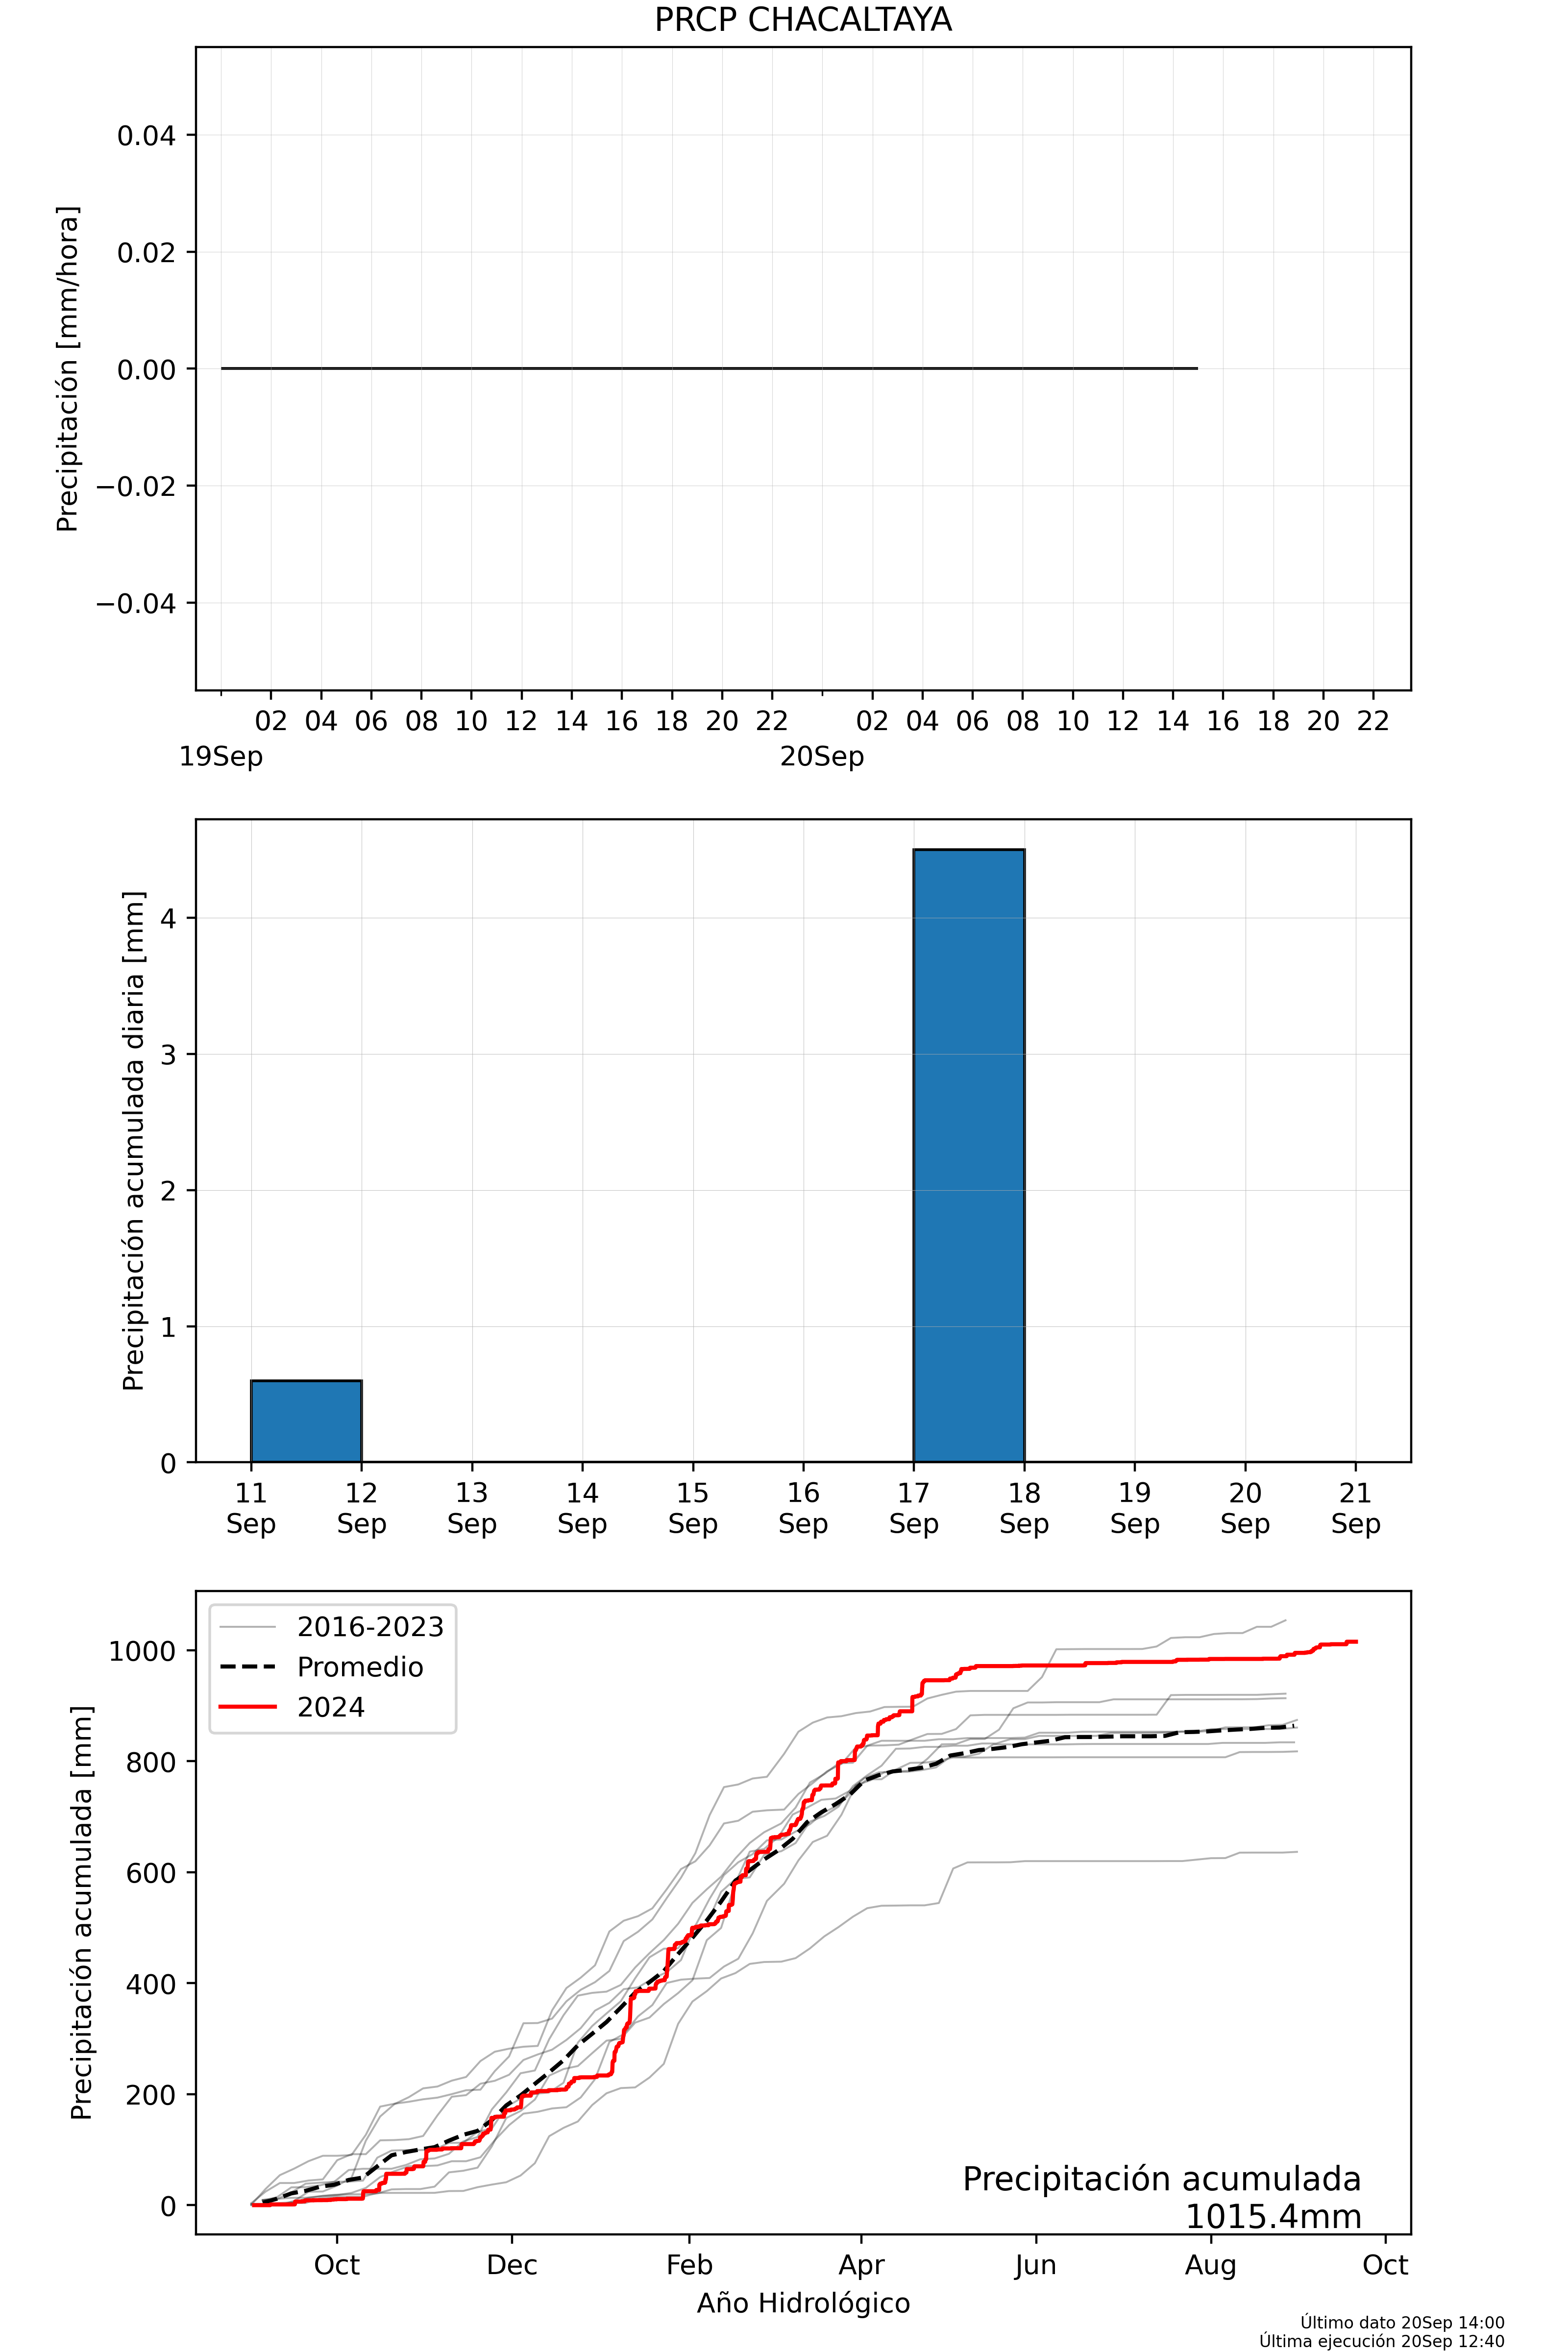 PRCP CHACALTAYA
Precipitación [mm/hora]
0.04
0.02
0.00
−0.02
−0.04
02 04 06 08 10 12 14 16 18 20 22 02 04 06 08 10 12 14 16 18 20 22
19Sep 20Sep
Precipitación acumulada diaria [mm]
4
3
2
1
0
11 12 13 14 15 16 17 18 19 20 21
Sep Sep Sep Sep Sep Sep Sep Sep Sep Sep Sep
Precipitación acumulada [mm]
1000
800
600
400
200
0
2016-2023
Promedio
2024
Precipitación acumulada
1015.4mm
Oct Dec Feb Apr Jun Aug Oct
Año Hidrológico
Último dato 20Sep 14:00
Última ejecución 20Sep 12:40